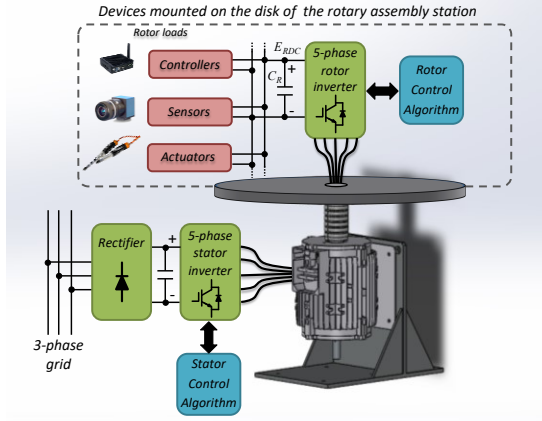 Devices mounted on the disk of the rotary assembly station
Rotor loads
Controllers
Sensors
Actuators
E_RDC
+
C_R
-
5-phase
rotor
inverter
Rotor
Control
Algorithm
Rectifier
+
-
5-phase
stator
inverter
3-phase
grid
Stator
Control
Algorithm